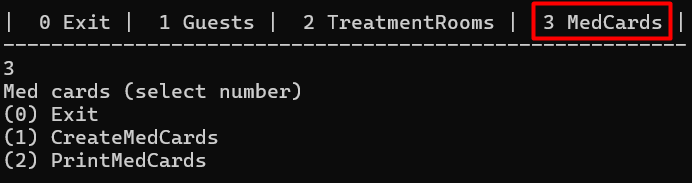 |  0 Exit |  1 Guests |  2 TreatmentRooms |  3 MedCards |
----------------------------------------------------------
3
Med cards (select number)
(0) Exit
(1) CreateMedCards
(2) PrintMedCards